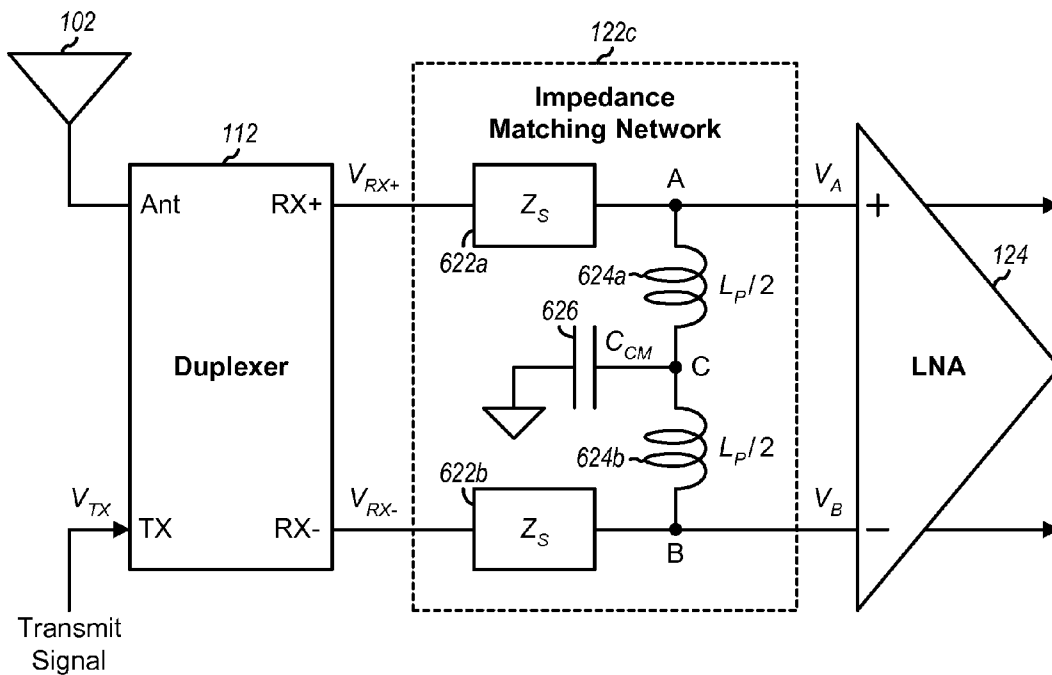 102
122c
Impedance
Matching Network
112
V_RX+
A
V_A
Ant
RX+
Z_S
+
622a
624a
L_P/2
124
626
C_CM
C
Duplexer
LNA
624b
L_P/2
622b
V_TX
V_RX-
V_B
TX
RX-
Z_S
B
−
Transmit
Signal